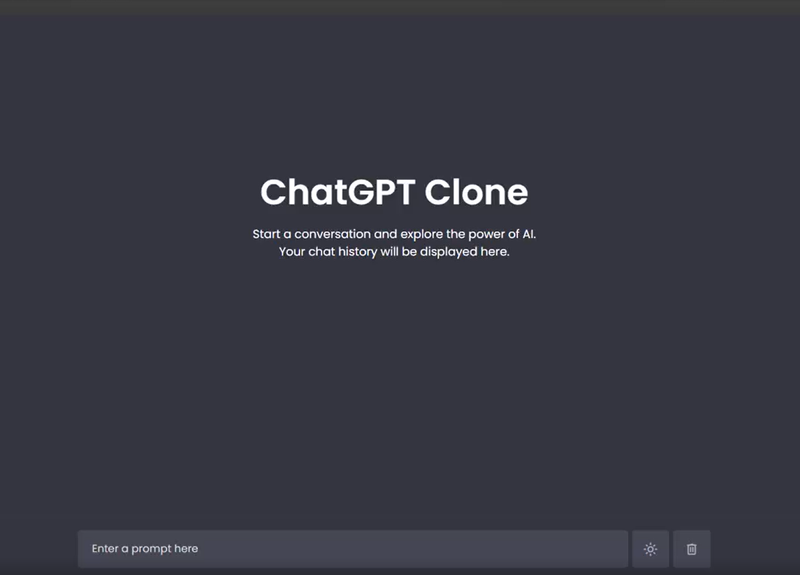 ChatGPT Clone
Start a conversation and explore the power of AI.
Your chat history will be displayed here.
Enter a prompt here